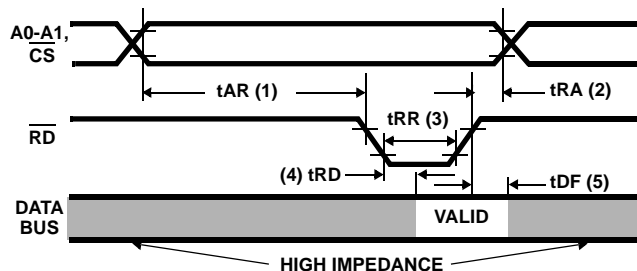 A0-A1,
CS
tAR (1)
tRA (2)
tRR (3)
RD
(4) tRD
tDF (5)
DATA
BUS
VALID
HIGH IMPEDANCE